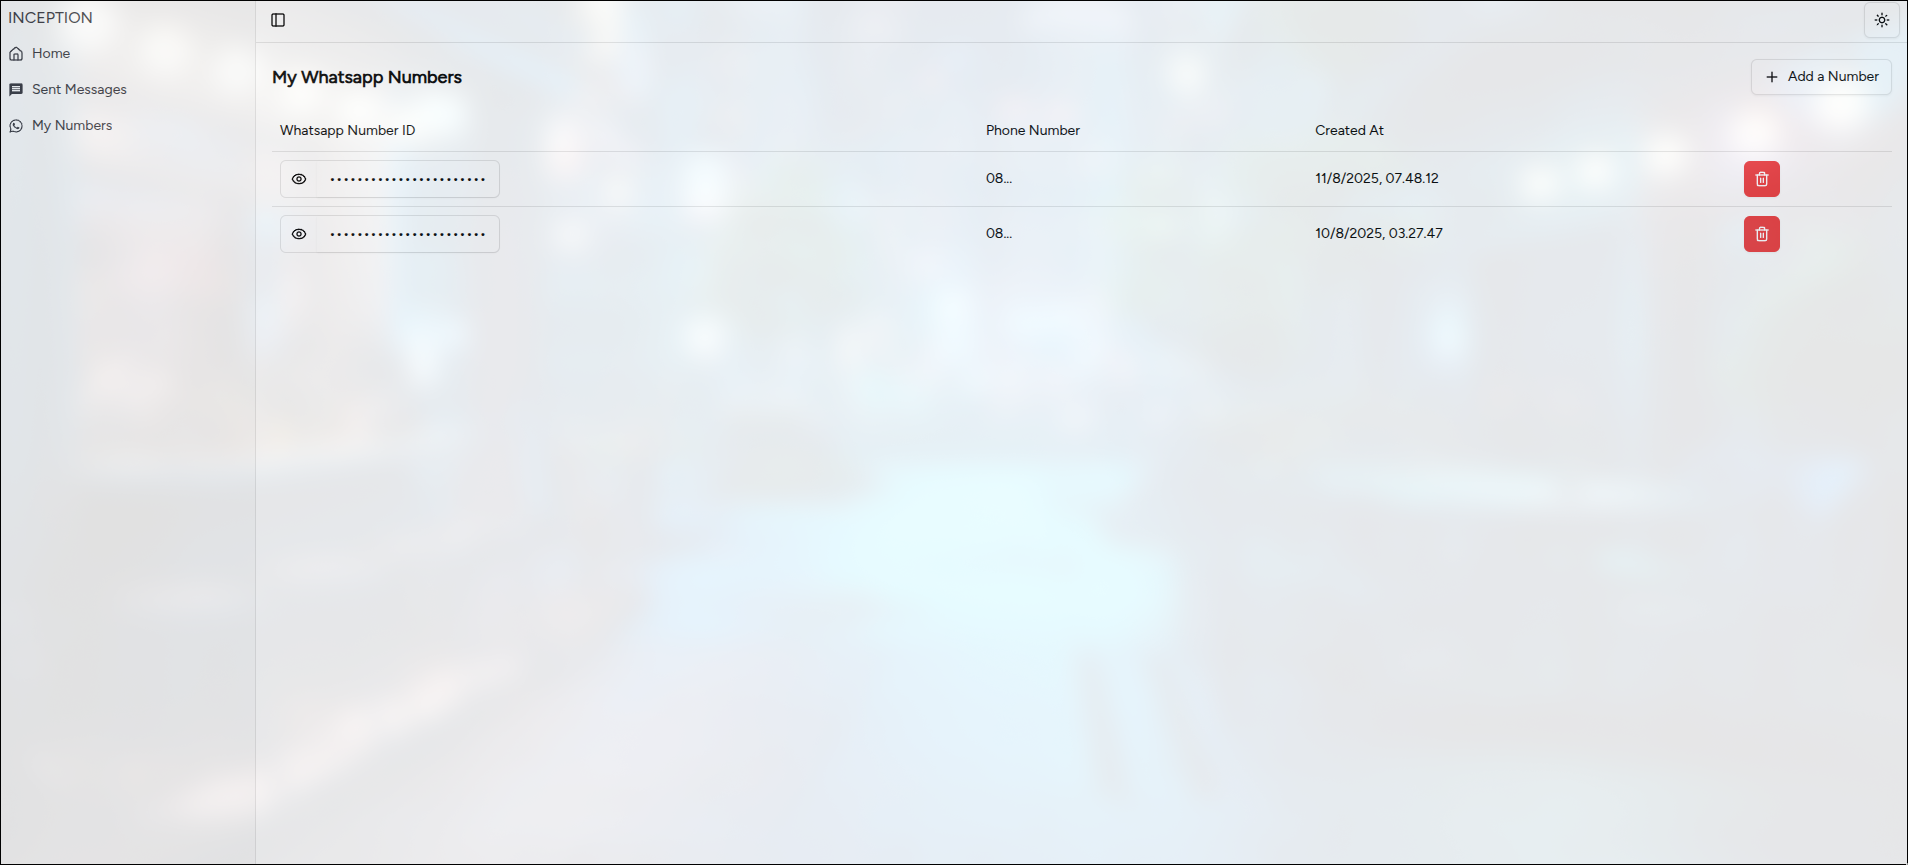 INCEPTION
Home
Sent Messages
My Numbers
My Whatsapp Numbers
Add a Number
Whatsapp Number ID Phone Number Created At
••••••••••••••••••••••• 08... 11/8/2025, 07.48.12
••••••••••••••••••••••• 08... 10/8/2025, 03.27.47